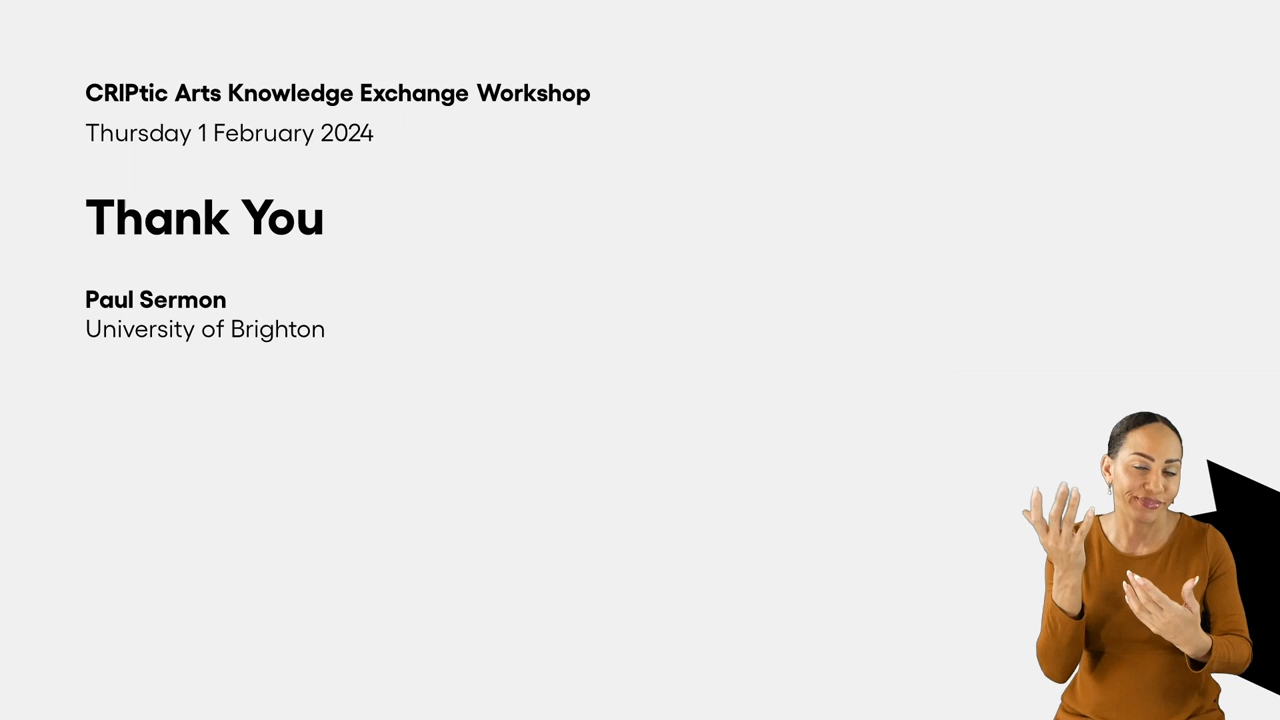 CRIPtic Arts Knowledge Exchange Workshop
Thursday 1 February 2024
Thank You
Paul Sermon
University of Brighton